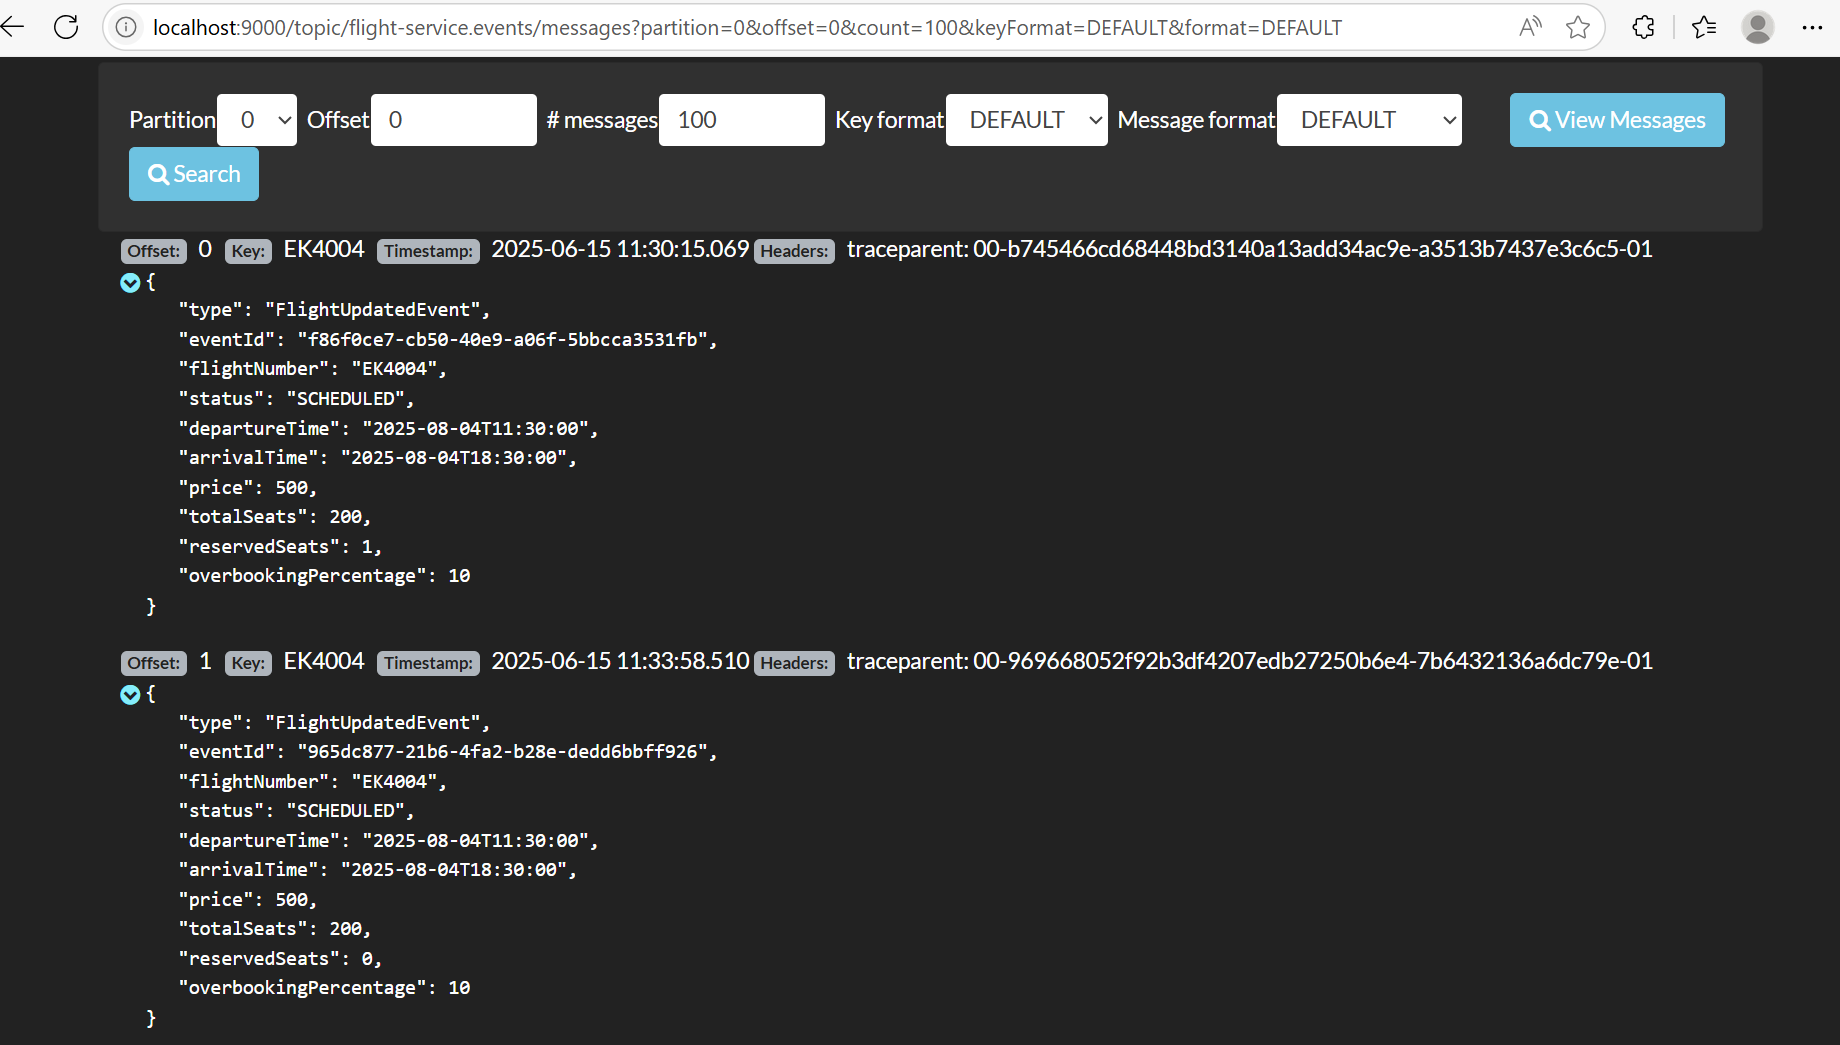 localhost:9000/topic/flight-service.events/messages?partition=0&offset=0&count=100&keyFormat=DEFAULT&format=DEFAULT
Partition 0 Offset 0 # messages 100 Key format DEFAULT Message format DEFAULT View Messages
Search
Offset: 0 Key: EK4004 Timestamp: 2025-06-15 11:30:15.069 Headers: traceparent: 00-b745466cd68448bd3140a13add34ac9e-a3513b7437e3c6c5-01
{
"type": "FlightUpdatedEvent",
"eventId": "f86f0ce7-cb50-40e9-a06f-5bbcca3531fb",
"flightNumber": "EK4004",
"status": "SCHEDULED",
"departureTime": "2025-08-04T11:30:00",
"arrivalTime": "2025-08-04T18:30:00",
"price": 500,
"totalSeats": 200,
"reservedSeats": 1,
"overbookingPercentage": 10
}
Offset: 1 Key: EK4004 Timestamp: 2025-06-15 11:33:58.510 Headers: traceparent: 00-969668052f92b3df4207edb27250b6e4-7b6432136a6dc79e-01
{
"type": "FlightUpdatedEvent",
"eventId": "965dc877-21b6-4fa2-b28e-dedd6bbff926",
"flightNumber": "EK4004",
"status": "SCHEDULED",
"departureTime": "2025-08-04T11:30:00",
"arrivalTime": "2025-08-04T18:30:00",
"price": 500,
"totalSeats": 200,
"reservedSeats": 0,
"overbookingPercentage": 10
}